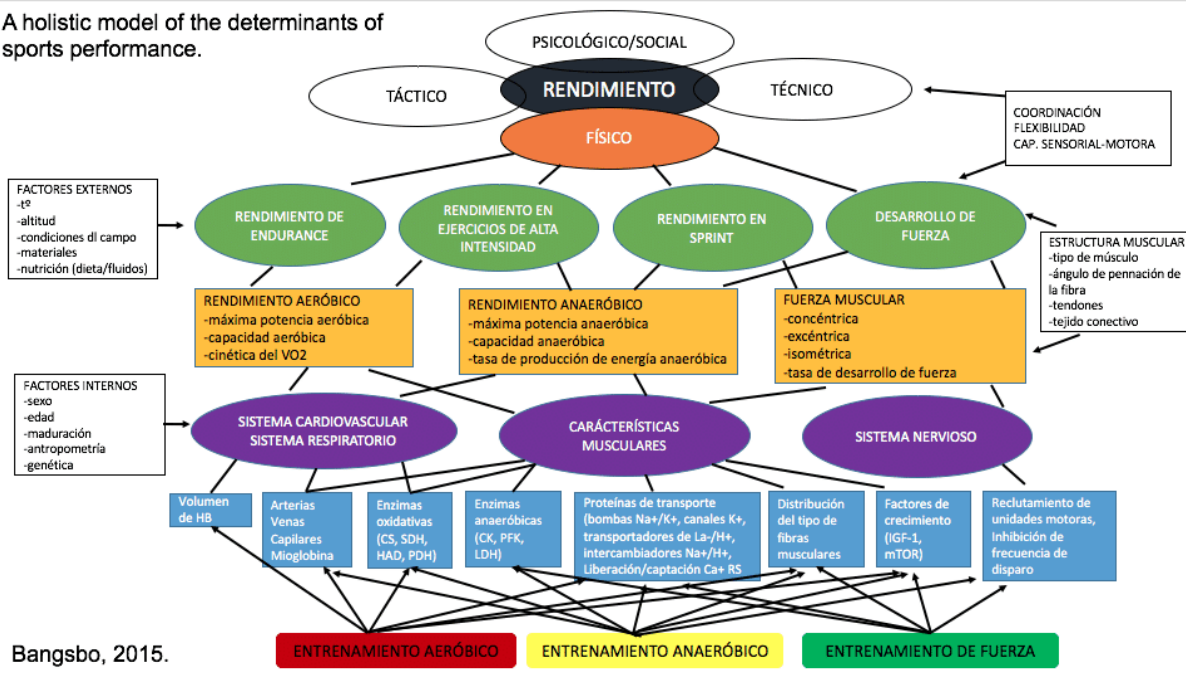 A holistic model of the determinants of
sports performance.
PSICOLÓGICO/SOCIAL
RENDIMIENTO
TÁCTICO
TÉCNICO
FÍSICO
COORDINACIÓN
FLEXIBILIDAD
CAP. SENSORIAL-MOTORA
FACTORES EXTERNOS
-tº
-altitud
-condiciones dl campo
-materiales
-nutrición (dieta/fluidos)
RENDIMIENTO DE
ENDURANCE
RENDIMIENTO EN
EJERCICIOS DE ALTA
INTENSIDAD
RENDIMIENTO EN
SPRINT
DESARROLLO DE
FUERZA
ESTRUCTURA MUSCULAR
-tipo de músculo
-ángulo de pennación de
la fibra
-tendones
-tejido conectivo
RENDIMIENTO AERÓBICO
-máxima potencia aeróbica
-capacidad aeróbica
-cinética del VO2
RENDIMIENTO ANAERÓBICO
-máxima potencia anaeróbica
-capacidad anaeróbica
-tasa de producción de energía anaeróbica
FUERZA MUSCULAR
-concéntrica
-excéntrica
-isométrica
-tasa de desarrollo de fuerza
FACTORES INTERNOS
-sexo
-edad
-maduración
-antropometría
-genética
SISTEMA CARDIOVASCULAR
SISTEMA RESPIRATORIO
CARÁCTERÍSTICAS
MUSCULARES
SISTEMA NERVIOSO
Volumen
de HB
Arterias
Venas
Capilares
Mioglobina
Enzimas
oxidativas
(CS, SDH,
HAD, PDH)
Enzimas
anaeróbicas
(CK, PFK,
LDH)
Proteínas de transporte
(bombas Na+/K+, canales K+,
transportadores de La-/H+,
intercambiadores Na+/H+,
Liberación/captación Ca+ RS
Distribución
del tipo de
fibras
musculares
Factores de
crecimiento
(IGF-1,
mTOR)
Reclutamiento de
unidades motoras,
Inhibición de
frecuencia de
disparo
ENTRENAMIENTO AERÓBICO
ENTRENAMIENTO ANAERÓBICO
ENTRENAMIENTO DE FUERZA
Bangsbo, 2015.